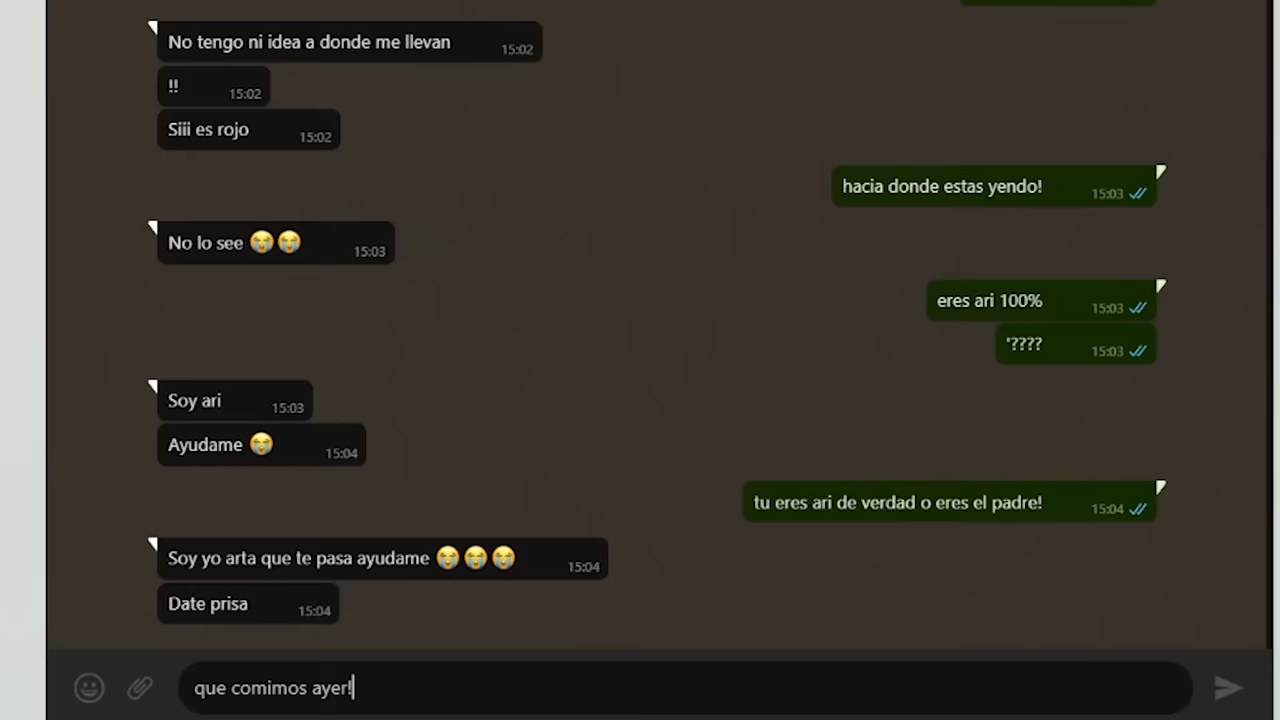 No tengo ni idea a donde me llevan 15:02
!! 15:02
Siii es rojo 15:02
hacia donde estas yendo! 15:03
No lo see 😭😭 15:03
eres ari 100% 15:03
'???? 15:03
Soy ari 15:03
Ayudame 😭 15:04
tu eres ari de verdad o eres el padre! 15:04
Soy yo arta que te pasa ayudame 😭😭😭 15:04
Date prisa 15:04
que comimos ayer!